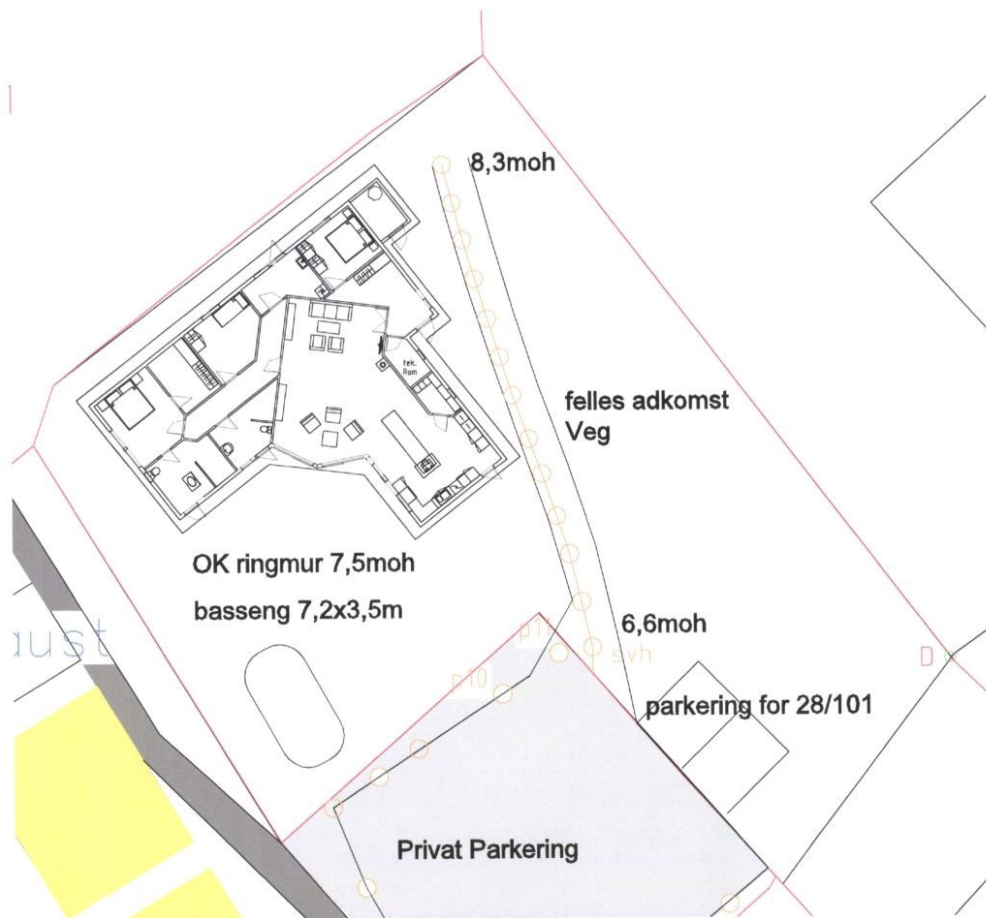 8,3moh
tek.
Rom
felles adkomst
Veg
OK ringmur 7,5moh
basseng 7,2x3,5m
aust
6,6moh
p10
svh
D
parkering for 28/101
Privat Parkering